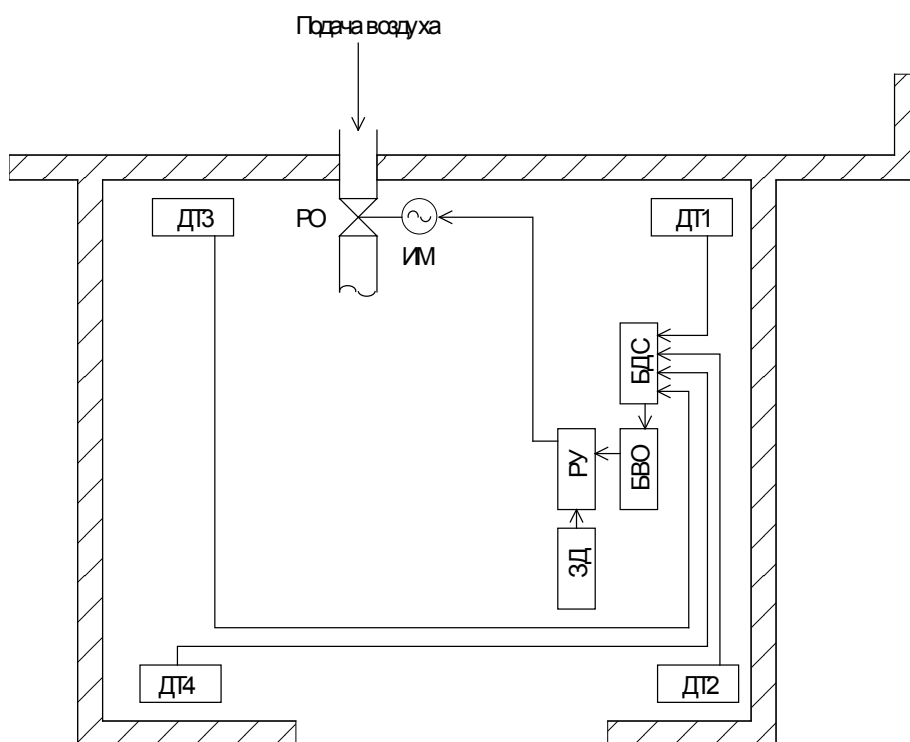 Подача воздуха
ДТ3
РО
ИМ
ДТ1
БДС
БВО
РУ
ЗД
ДТ4
ДТ2